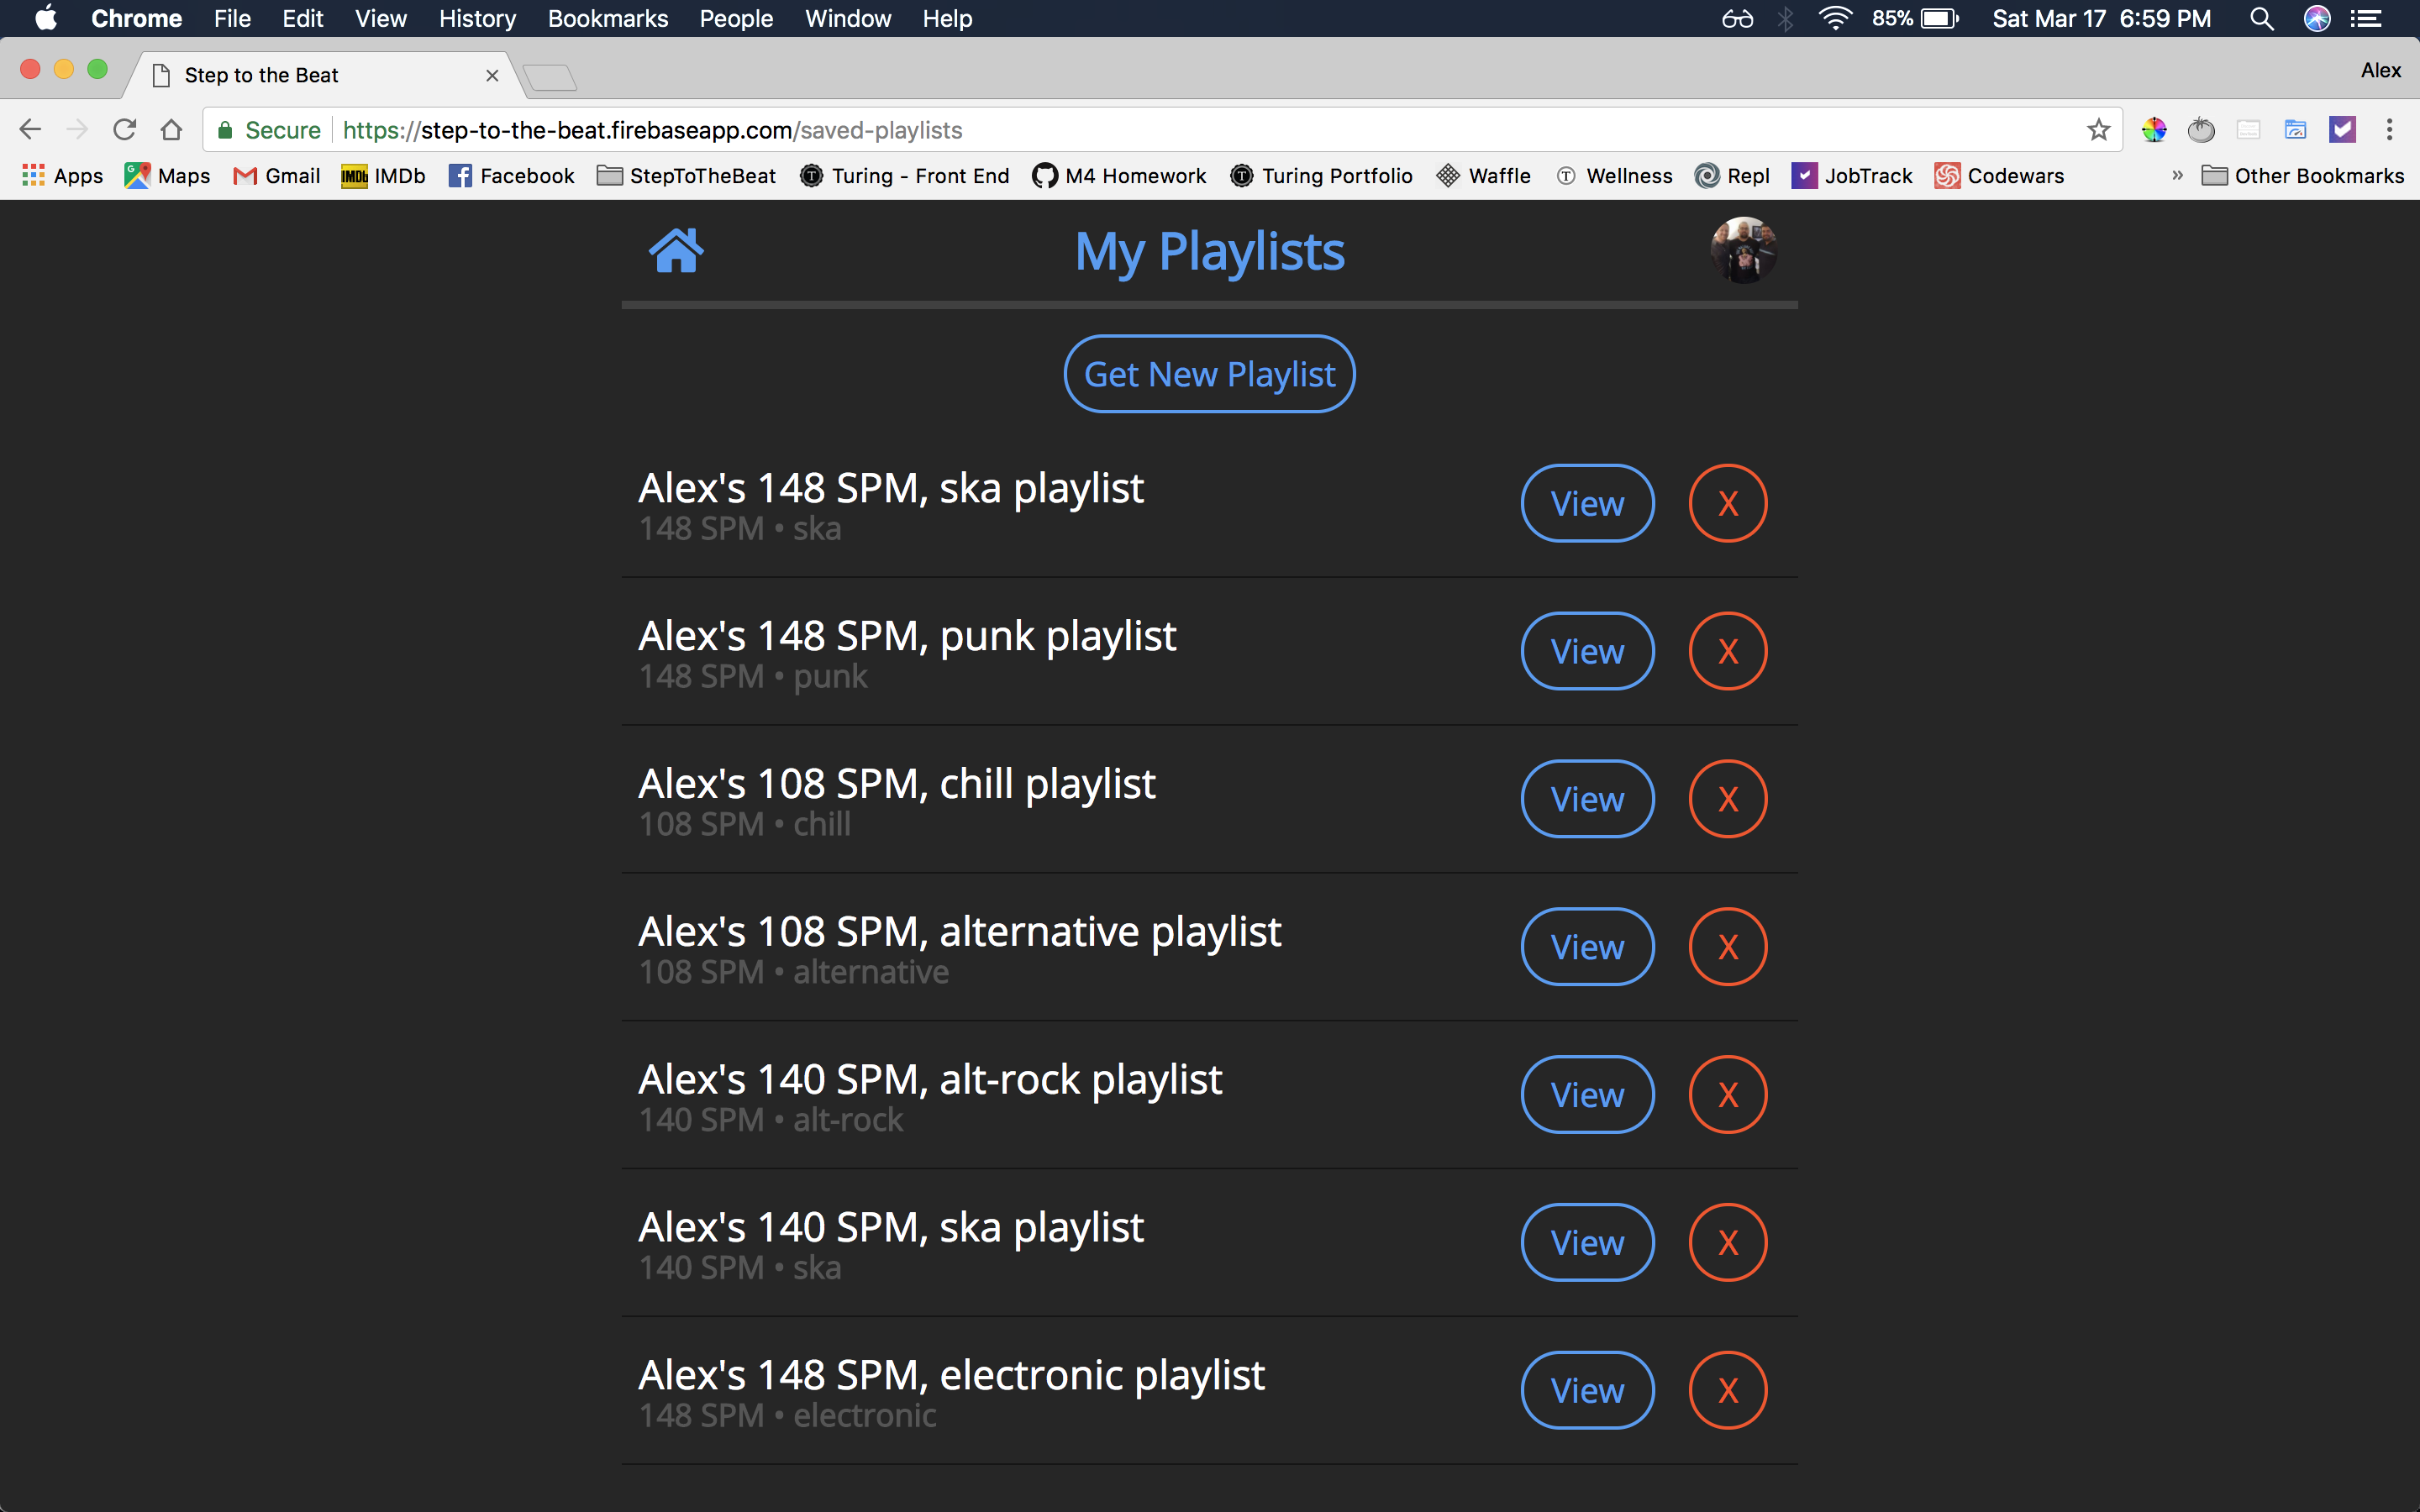 Chrome File Edit View History Bookmarks People Window Help 85% Sat Mar 17 6:59 PM
Step to the Beat Alex
Secure https://step-to-the-beat.firebaseapp.com/saved-playlists
Apps Maps Gmail IMDb Facebook StepToTheBeat Turing - Front End M4 Homework Turing Portfolio Waffle Wellness Repl JobTrack Codewars » Other Bookmarks
My Playlists
Get New Playlist
Alex's 148 SPM, ska playlist
148 SPM • ska
View X
Alex's 148 SPM, punk playlist
148 SPM • punk
View X
Alex's 108 SPM, chill playlist
108 SPM • chill
View X
Alex's 108 SPM, alternative playlist
108 SPM • alternative
View X
Alex's 140 SPM, alt-rock playlist
140 SPM • alt-rock
View X
Alex's 140 SPM, ska playlist
140 SPM • ska
View X
Alex's 148 SPM, electronic playlist
148 SPM • electronic
View X